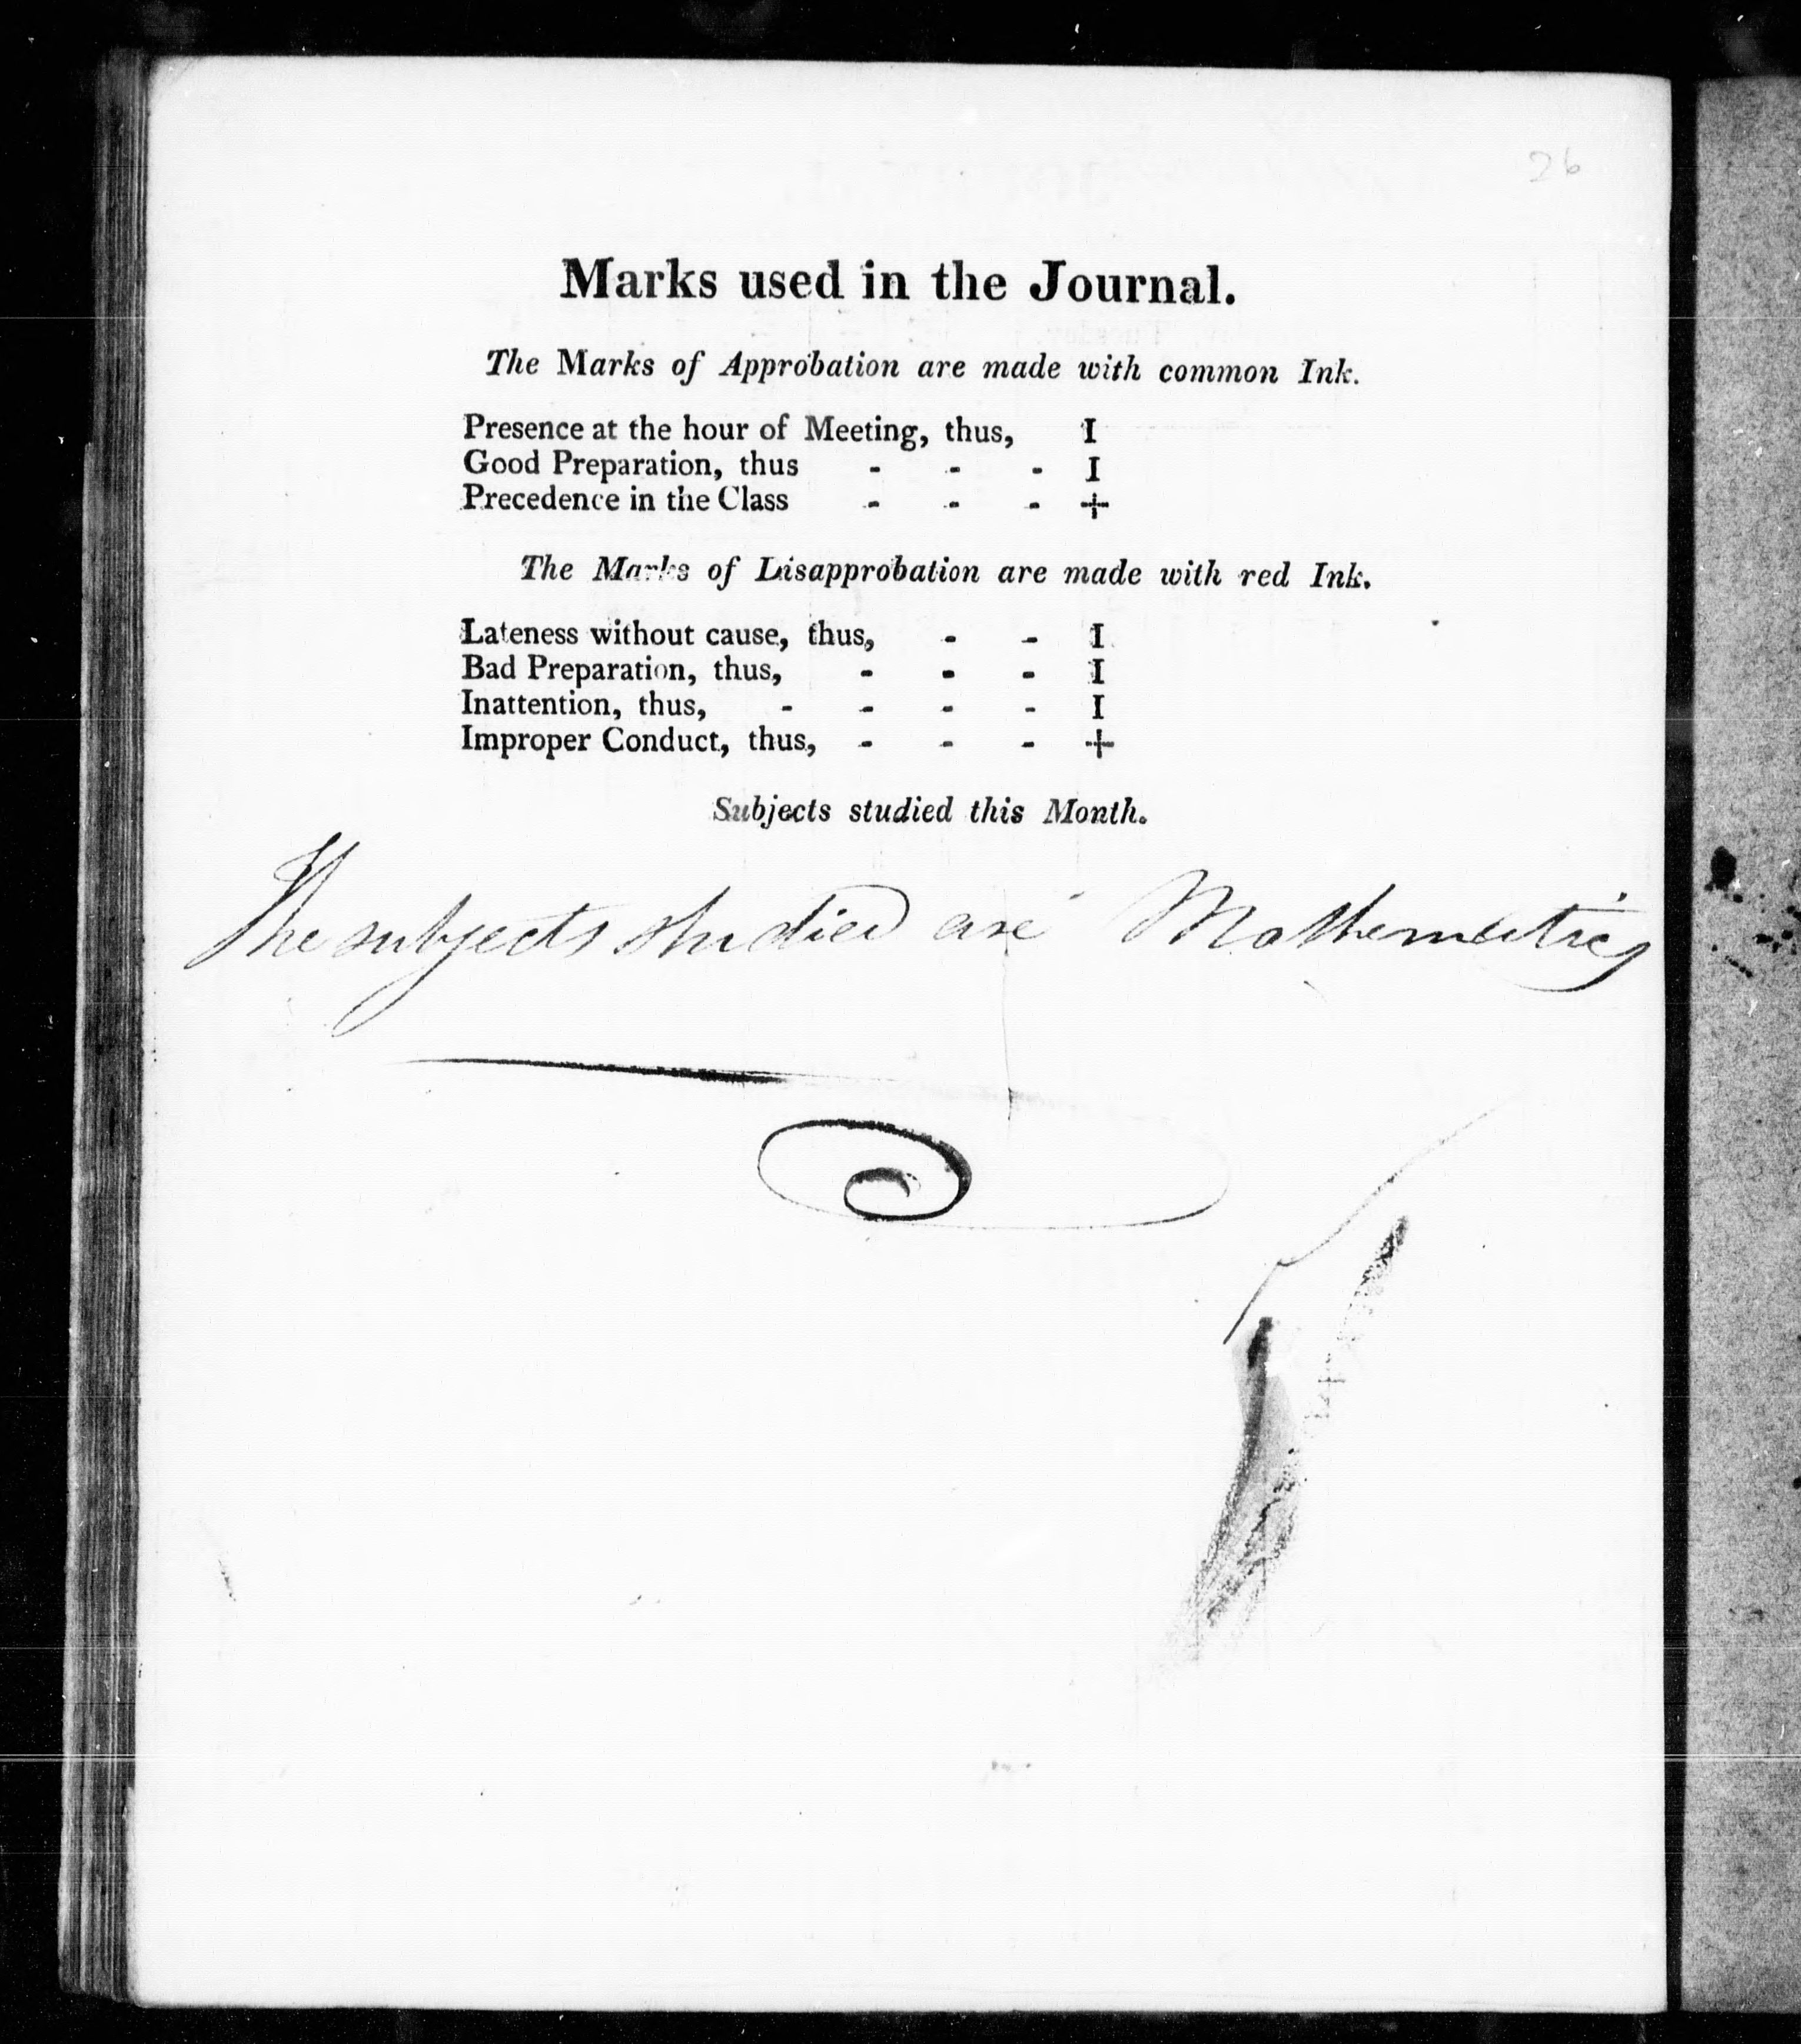 26
Marks used in the Journal.
The Marks of Approbation are made with common Ink.
Presence at the hour of Meeting, thus, I
Good Preparation, thus - - - I
Precedence in the Class - - - +
The Marks of Disapprobation are made with red Ink.
Lateness without cause, thus, - - I
Bad Preparation, thus, - - - I
Inattention, thus, - - - - I
Improper Conduct, thus, - - - +
Subjects studied this Month.
The subjects studied are Mathematics